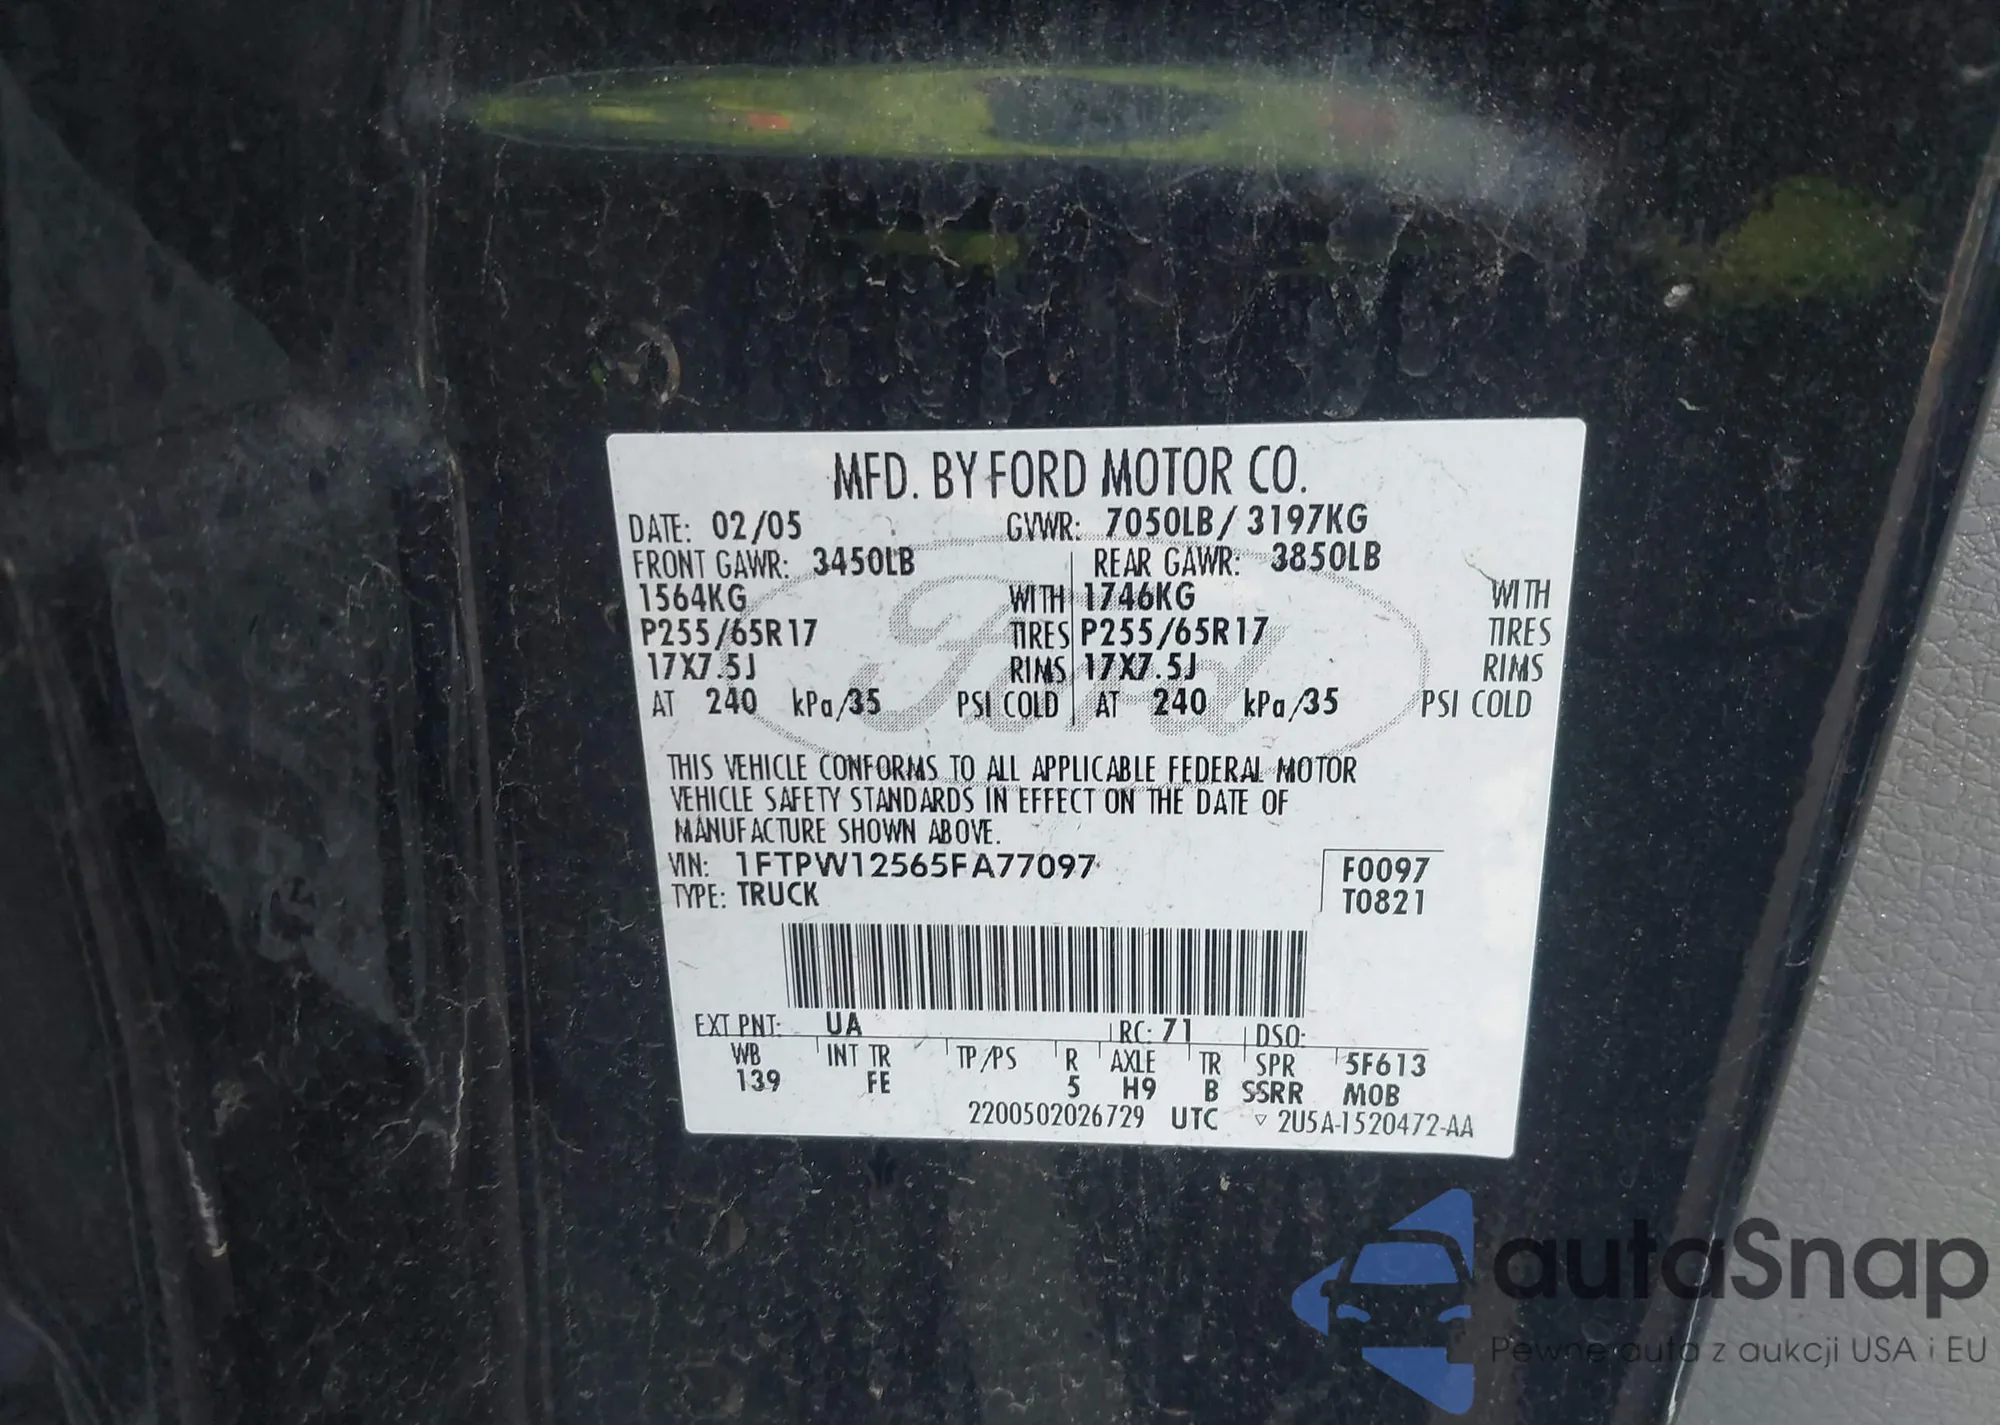 MFD. BY FORD MOTOR CO.
DATE: 02/05 GVWR: 7050LB/ 3197KG
FRONT GAWR: 3450LB REAR GAWR: 3850LB
1564KG WITH 1746KG WITH
P255/65R17 TIRES P255/65R17 TIRES
17X7.5J RIMS 17X7.5J RIMS
AT 240 kPa/35 PSI COLD AT 240 kPa/35 PSI COLD
Ford
THIS VEHICLE CONFORMS TO ALL APPLICABLE FEDERAL MOTOR
VEHICLE SAFETY STANDARDS IN EFFECT ON THE DATE OF
MANUFACTURE SHOWN ABOVE.
VIN: 1FTPW12565FA77097 F0097
TYPE: TRUCK T0821
EXT PNT: UA RC: 71 DSO:
WB INT TR TP/PS R AXLE TR SPR 5F613
139 FE 5 H9 B SSRR MOB
2200502026729 UTC ▽ 2U5A-1520472-AA
autaSnap
Pewne auta z aukcji USA i EU